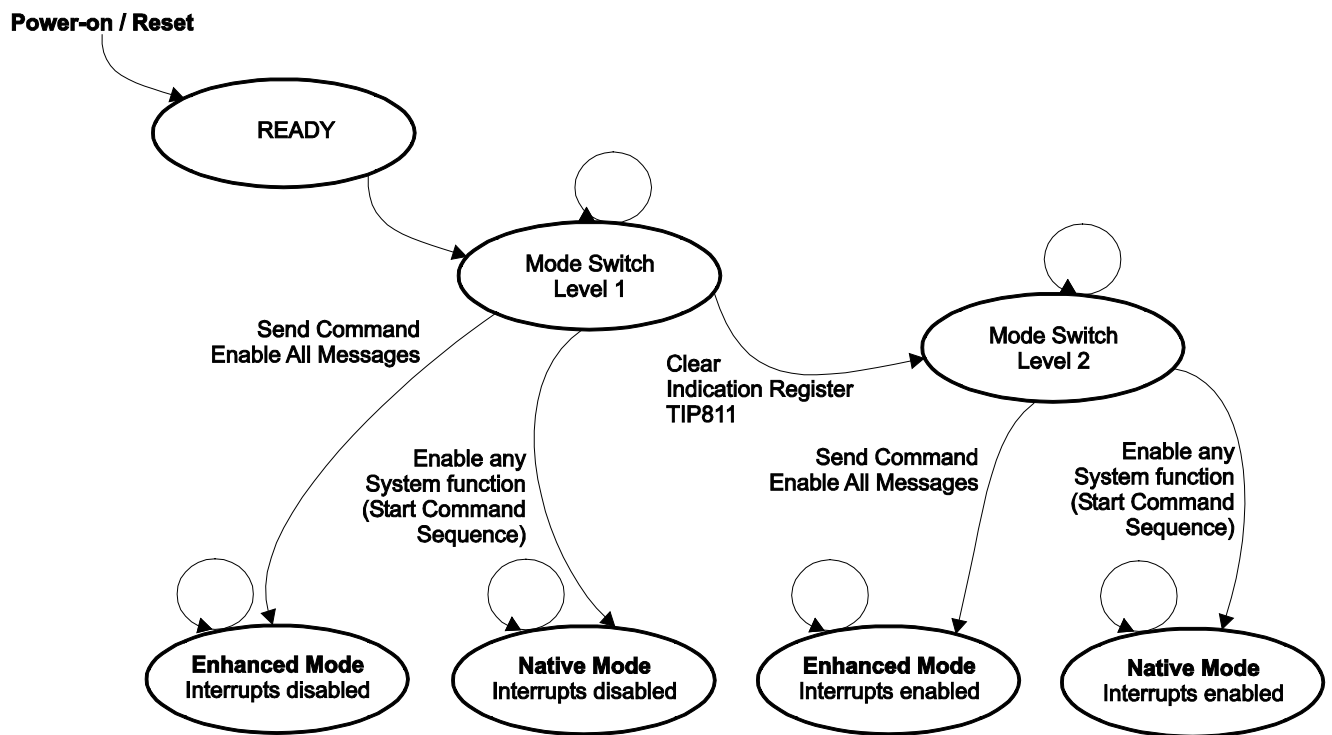 Power-on / Reset
READY
Mode Switch
Level 1
Mode Switch
Level 2
Send Command
Enable All Messages
Clear
Indication Register
TIP811
Enable any
System function
(Start Command
Sequence)
Send Command
Enable All Messages
Enable any
System function
(Start Command
Sequence)
Enhanced Mode
Interrupts disabled
Native Mode
Interrupts disabled
Enhanced Mode
Interrupts enabled
Native Mode
Interrupts enabled